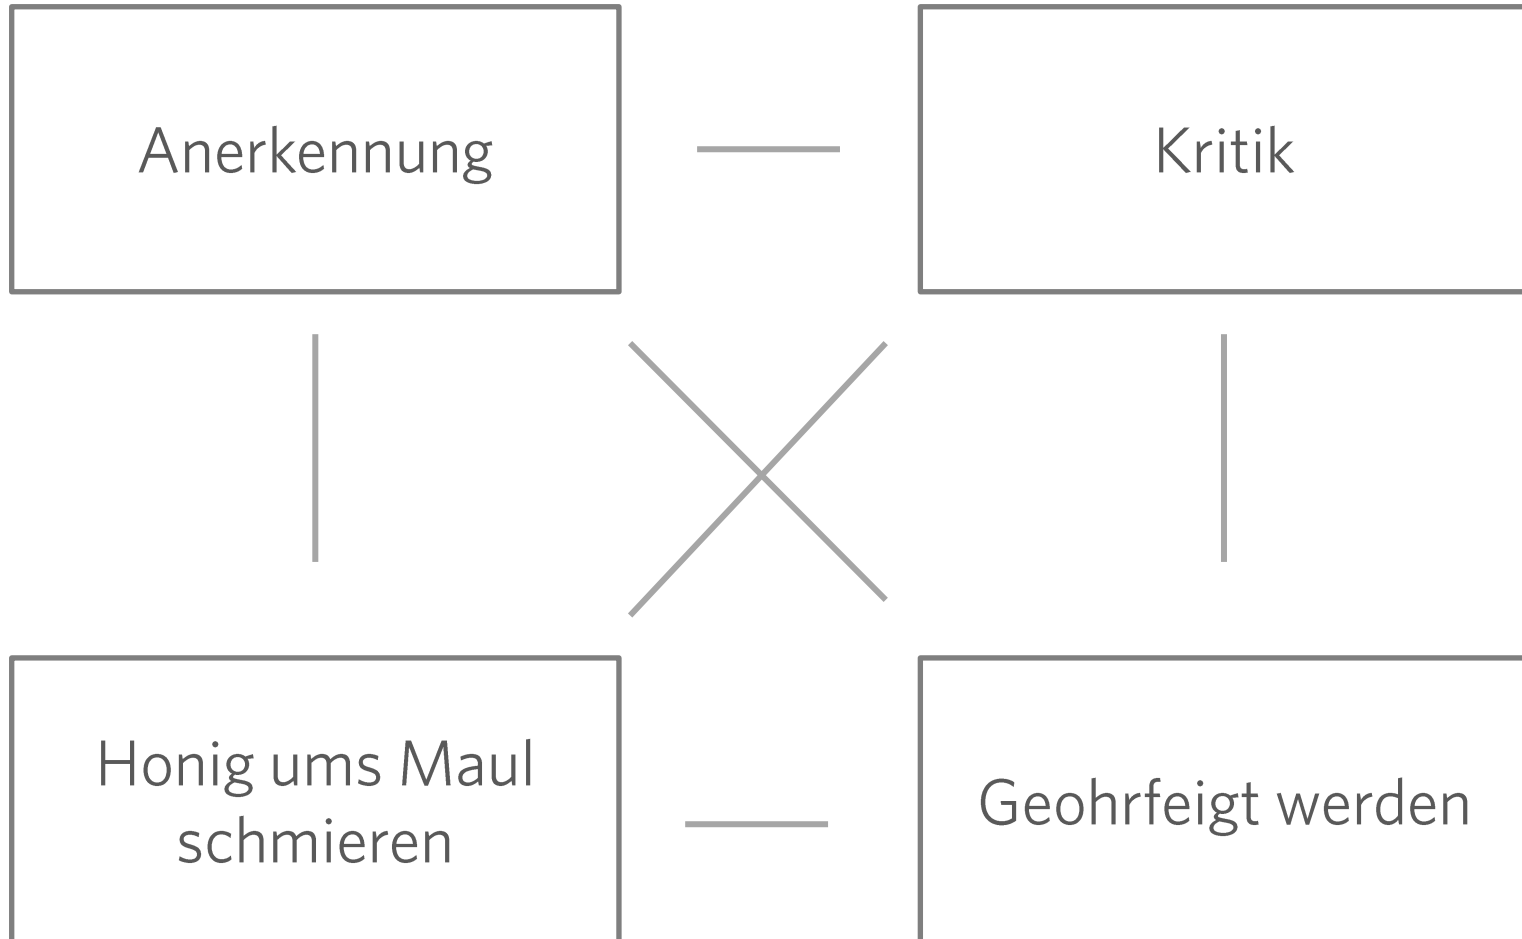 Anerkennung
Kritik
Honig ums Maul
schmieren
Geohrfeigt werden